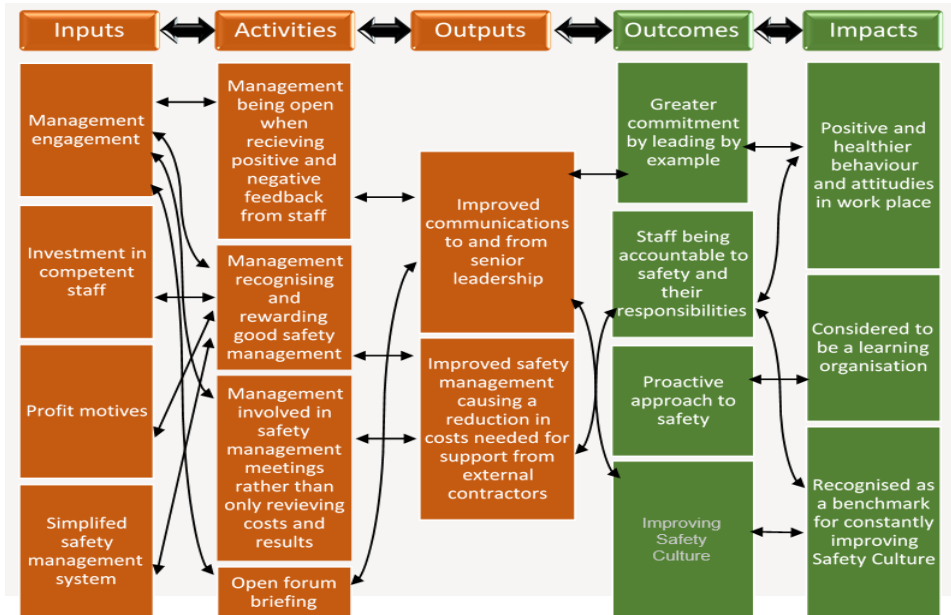 Inputs
Activities
Outputs
Outcomes
Impacts
Management
engagement
Investment in
competent
staff
Profit motives
Simplifed
safety
management
system
Management
being open
when
recieving
positive and
negative
feedback
from staff
Management
recognising
and
rewarding
good safety
management
Management
involved in
safety
management
meetings
rather than
only revieving
costs and
results
Open forum
briefing
Improved
communications
to and from
senior
leadership
Improved safety
management
causing a
reduction in
costs needed for
support from
external
contractors
Greater
commitment
by leading by
example
Staff being
accountable to
safety and
their
responsibilities
Proactive
approach to
safety
Improving
Safety
Culture
Positive and
healthier
behaviour
and attitudies
in work place
Considered to
be a learning
organisation
Recognised as
a benchmark
for constantly
improving
Safety Culture